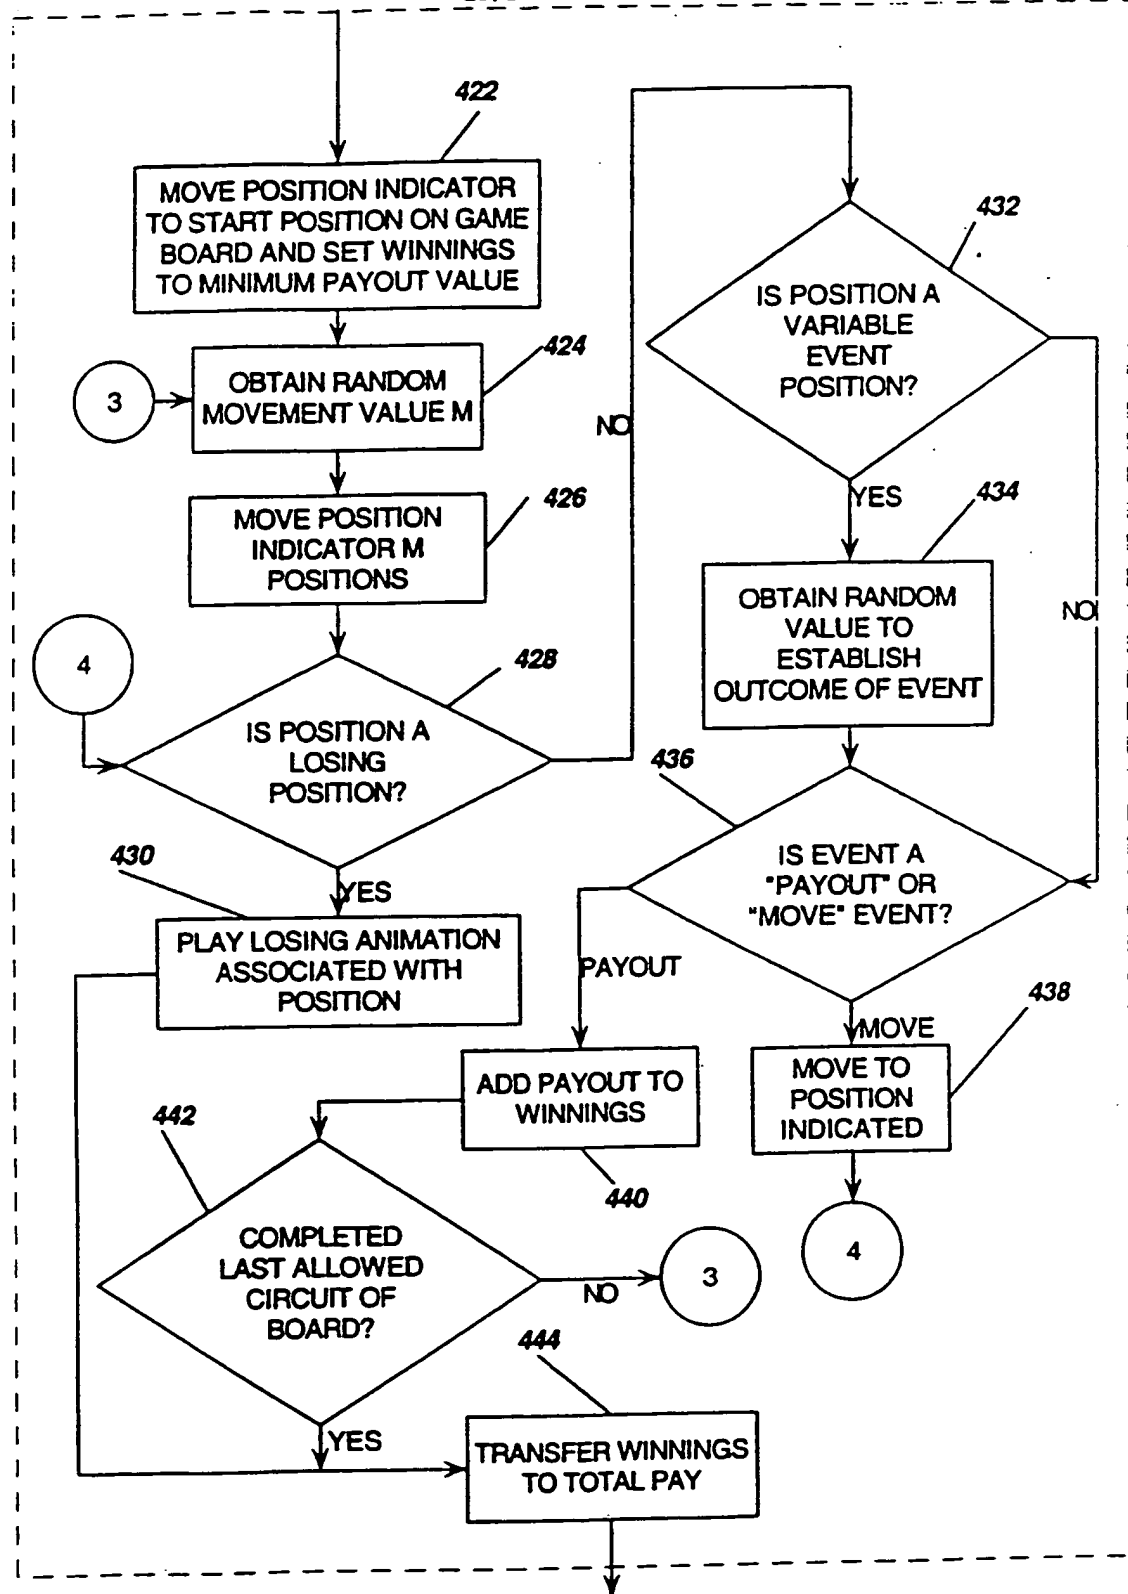 422
MOVE POSITION INDICATOR
TO START POSITION ON GAME
BOARD AND SET WINNINGS
TO MINIMUM PAYOUT VALUE
424
3
OBTAIN RANDOM
MOVEMENT VALUE M
426
MOVE POSITION
INDICATOR M
POSITIONS
4
428
IS POSITION A
LOSING
POSITION?
NO
430
YES
PLAY LOSING ANIMATION
ASSOCIATED WITH
POSITION
432
IS POSITION A
VARIABLE
EVENT
POSITION?
YES
NO
434
OBTAIN RANDOM
VALUE TO
ESTABLISH
OUTCOME OF EVENT
436
IS EVENT A
"PAYOUT" OR
"MOVE" EVENT?
PAYOUT
MOVE
438
MOVE TO
POSITION
INDICATED
4
ADD PAYOUT TO
WINNINGS
440
442
COMPLETED
LAST ALLOWED
CIRCUIT OF
BOARD?
NO
3
YES
444
TRANSFER WINNINGS
TO TOTAL PAY